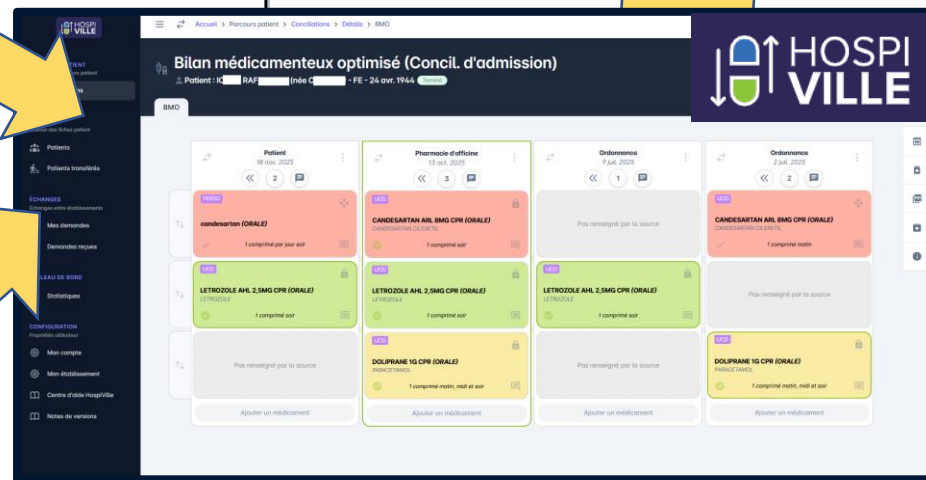 HOSPI
VILLE
Accueil > Parcours patient > Conciliations > Détails > BMO
HOSPI
VILLE
Bilan médicamenteux optimisé (Concil. d'admission)
Patient : IC RAF (née C - FE - 24 avr. 1944 Terminé
BMO
Patients
Patients transférés
ÉCHANGES
Échanges entre établissements
Mes demandes
Demandes reçues
BORD
Statistiques
CONFIGURATION
Propriétés utilisateur
Mon compte
Mon établissement
Centre d'aide HospiVille
Notes de versions
Patient
18 nov. 2025
2
Pharmacie d'officine
13 oct. 2025
3
Ordonnance
9 juil. 2025
1
Ordonnance
2 juil. 2025
2
PERSO
candesartan (ORALE)
1 comprimé par jour soir
UCD
CANDESARTAN ARL 8MG CPR (ORALE)
CANDESARTAN CILEXETIL
1 comprimé soir
Pas renseigné par la source
UCD
CANDESARTAN ARL 8MG CPR (ORALE)
CANDESARTAN CILEXETIL
1 comprimé matin
UCD
LETROZOLE AHL 2,5MG CPR (ORALE)
LETROZOLE
1 comprimé soir
UCD
LETROZOLE AHL 2,5MG CPR (ORALE)
LETROZOLE
1 comprimé soir
UCD
LETROZOLE AHL 2,5MG CPR (ORALE)
LETROZOLE
1 comprimé soir
Pas renseigné par la source
Pas renseigné par la source
UCD
DOLIPRANE 1G CPR (ORALE)
PARACETAMOL
1 comprimé matin, midi et soir
Pas renseigné par la source
UCD
DOLIPRANE 1G CPR (ORALE)
PARACETAMOL
1 comprimé matin, midi et soir
Ajouter un médicament
Ajouter un médicament
Ajouter un médicament
Ajouter un médicament